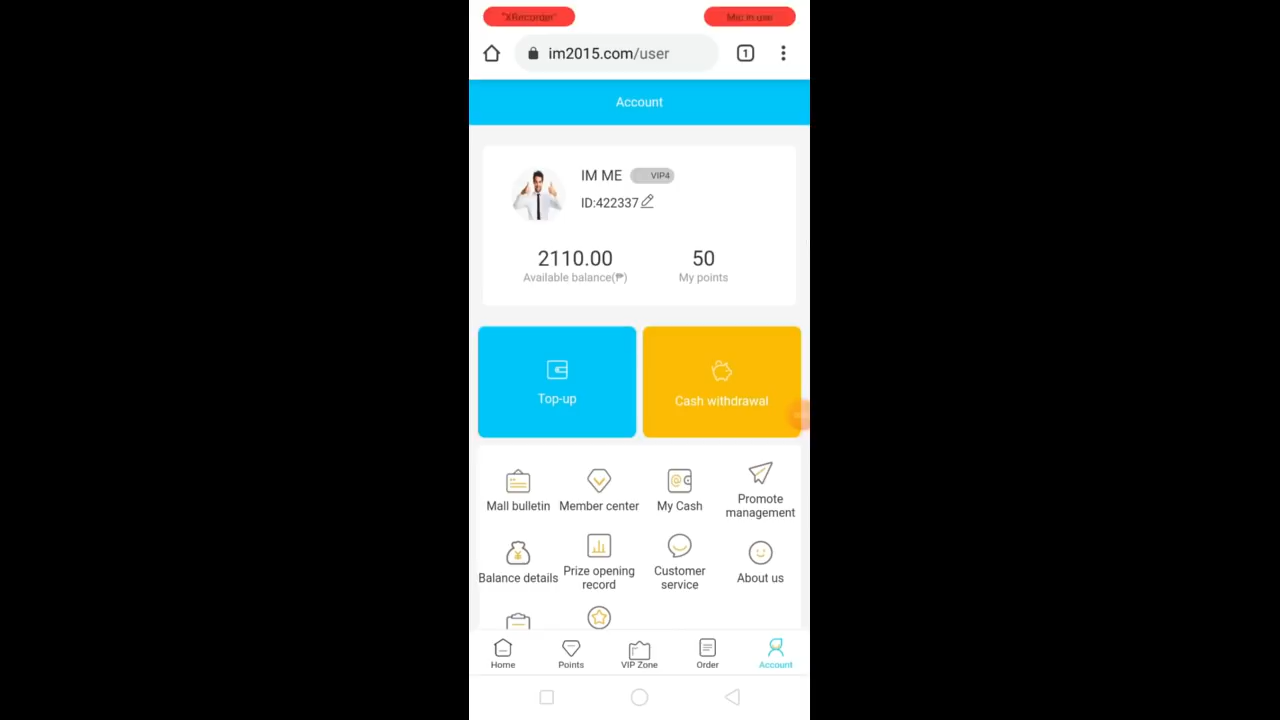 "XRecorder"
Mic in use
im2015.com/user
1
Account
IM ME
VIP4
ID:422337
2110.00
50
Available balance(₱)
My points
Top-up
Cash withdrawal
Mall bulletin
Member center
My Cash
Promote management
Balance details
Prize opening record
Customer service
About us
Home
Points
VIP Zone
Order
Account